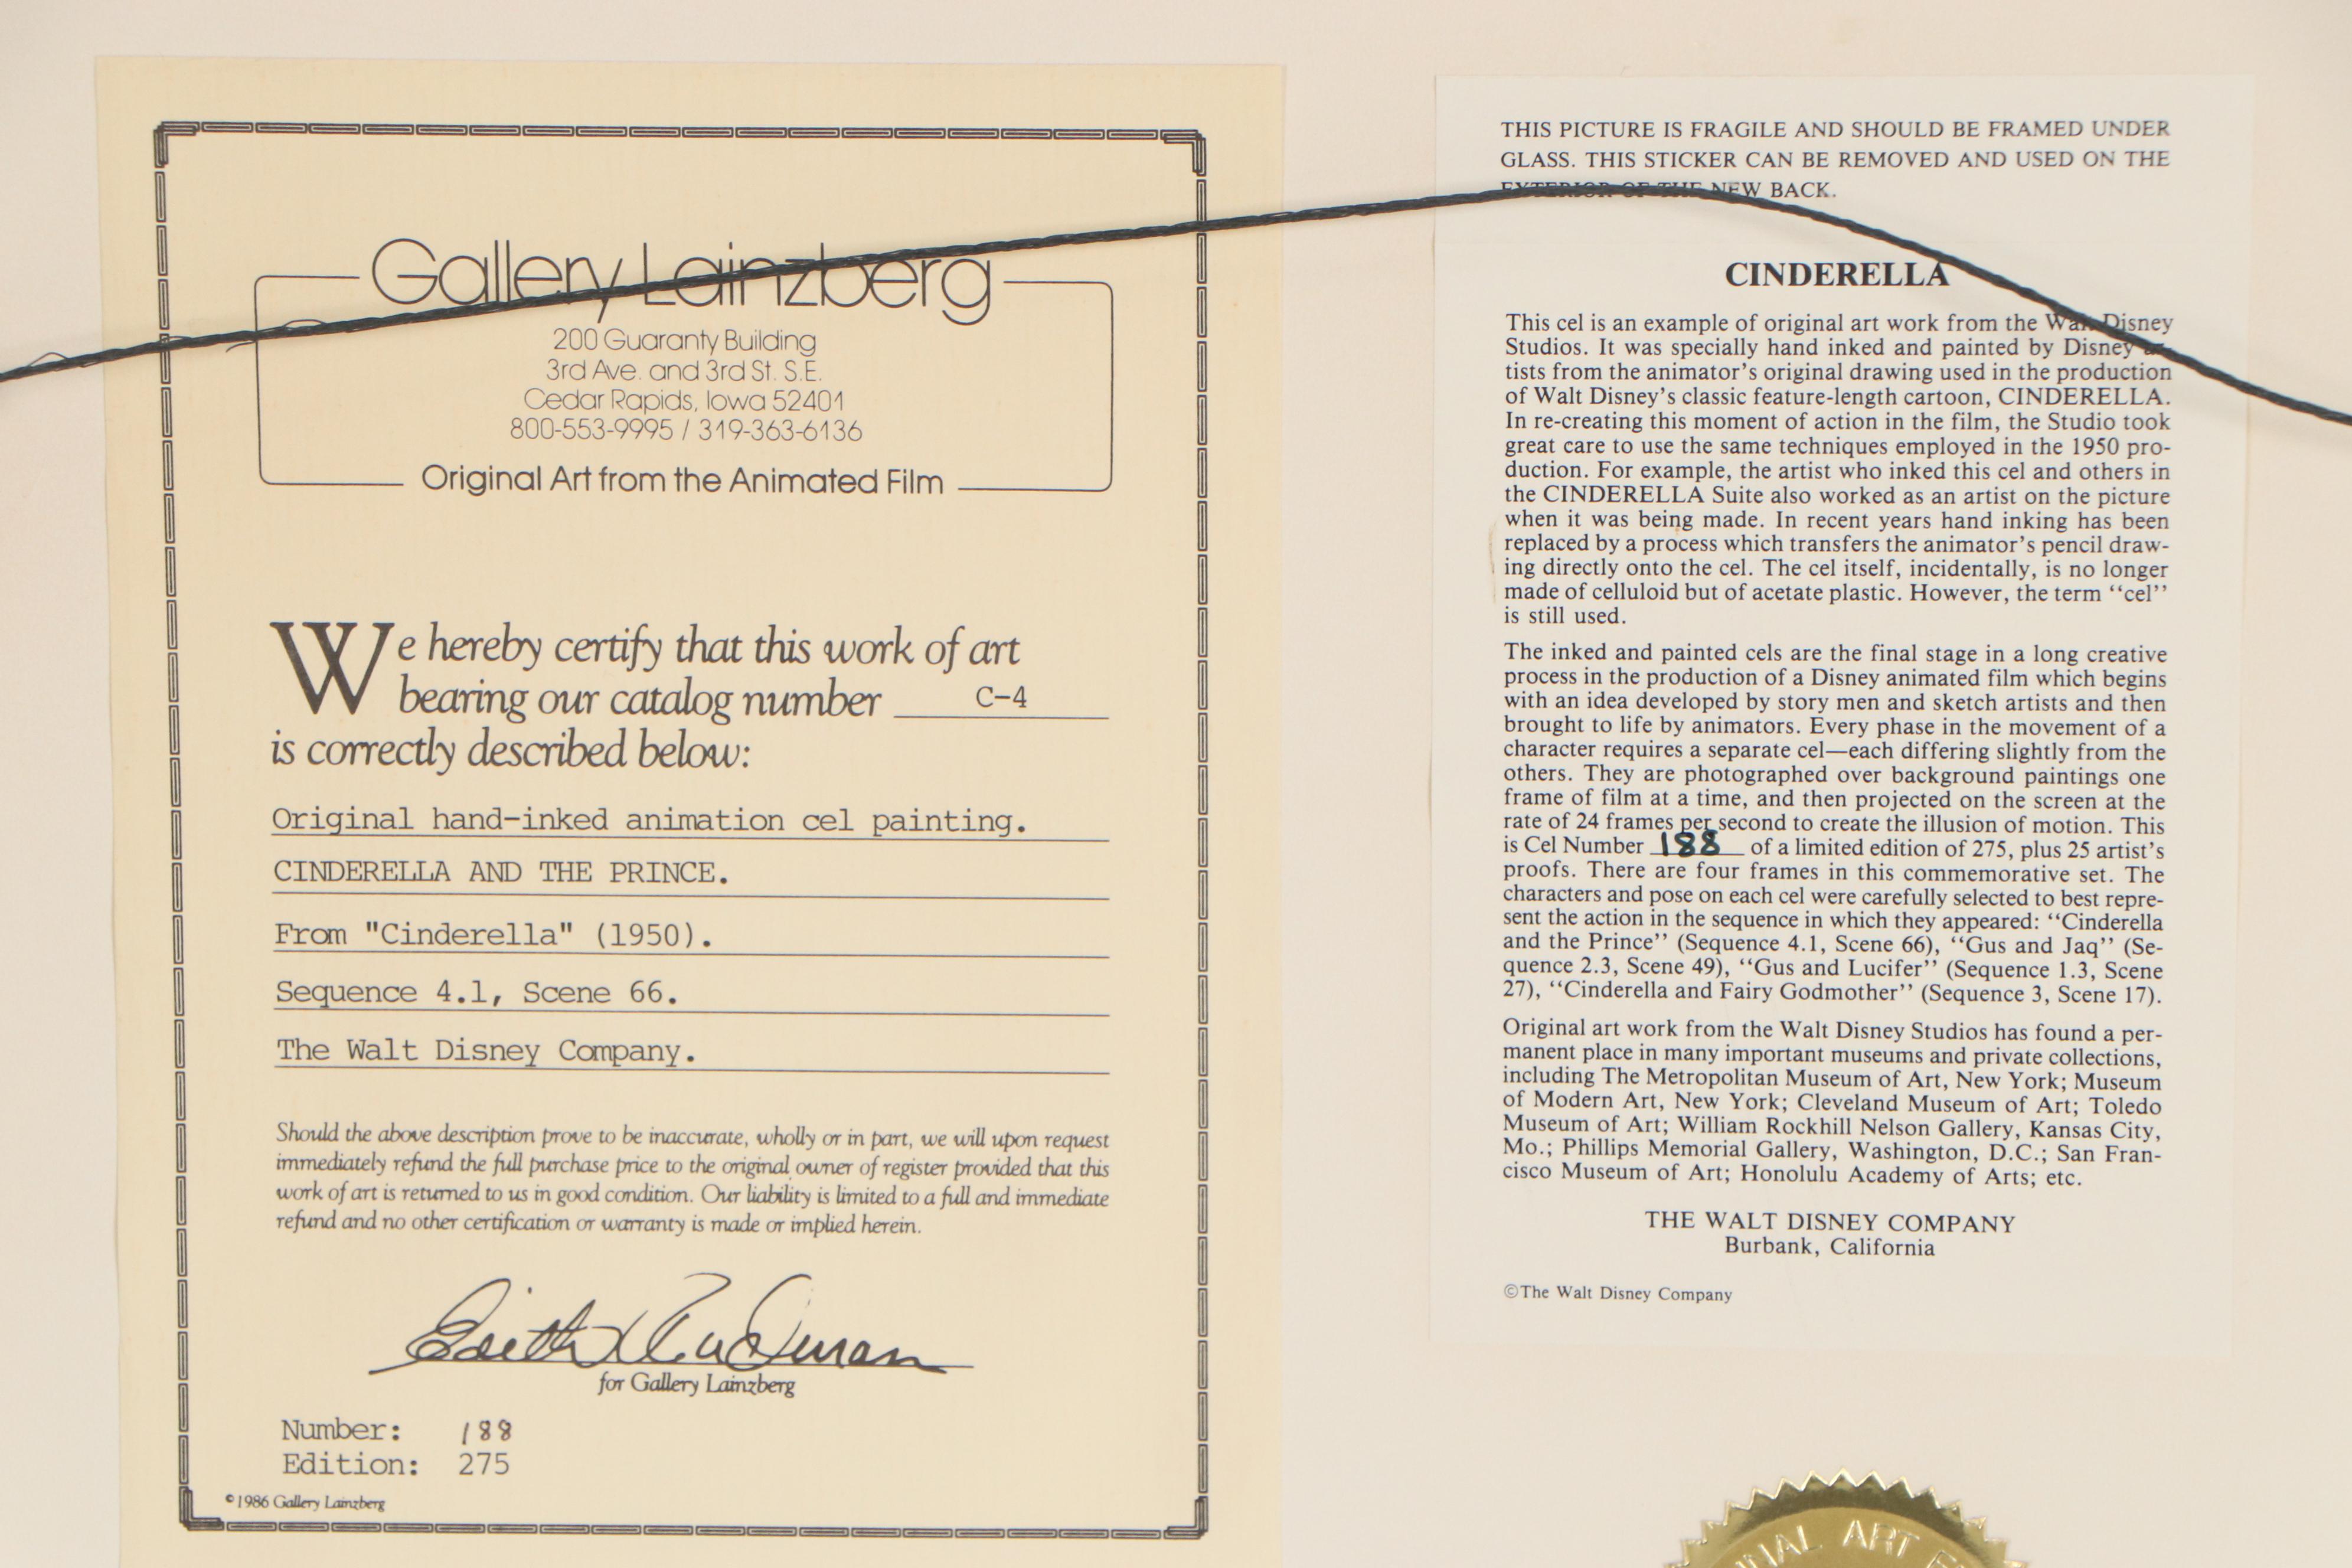 Gallery Lainzberg
200 Guaranty Building
3rd Ave. and 3rd St. S.E.
Cedar Rapids, Iowa 52401
800-553-9995 / 319-363-6136
Original Art from the Animated Film
We hereby certify that this work of art
bearing our catalog number C-4
is correctly described below:
Original hand-inked animation cel painting.
CINDERELLA AND THE PRINCE.
From "Cinderella" (1950).
Sequence 4.1, Scene 66.
The Walt Disney Company.
Should the above description prove to be inaccurate, wholly or in part, we will upon request
immediately refund the full purchase price to the original owner of register provided that this
work of art is returned to us in good condition. Our liability is limited to a full and immediate
refund and no other certification or warranty is made or implied herein.
for Gallery Lainzberg
Number: 188
Edition: 275
©1986 Gallery Lainzberg
THIS PICTURE IS FRAGILE AND SHOULD BE FRAMED UNDER
GLASS. THIS STICKER CAN BE REMOVED AND USED ON THE
EXTERIOR OF THE NEW BACK.
CINDERELLA
This cel is an example of original art work from the Walt Disney
Studios. It was specially hand inked and painted by Disney ar-
tists from the animator's original drawing used in the production
of Walt Disney's classic feature-length cartoon, CINDERELLA.
In re-creating this moment of action in the film, the Studio took
great care to use the same techniques employed in the 1950 pro-
duction. For example, the artist who inked this cel and others in
the CINDERELLA Suite also worked as an artist on the picture
when it was being made. In recent years hand inking has been
replaced by a process which transfers the animator's pencil draw-
ing directly onto the cel. The cel itself, incidentally, is no longer
made of celluloid but of acetate plastic. However, the term ‘‘cel’’
is still used.
The inked and painted cels are the final stage in a long creative
process in the production of a Disney animated film which begins
with an idea developed by story men and sketch artists and then
brought to life by animators. Every phase in the movement of a
character requires a separate cel—each differing slightly from the
others. They are photographed over background paintings one
frame of film at a time, and then projected on the screen at the
rate of 24 frames per second to create the illusion of motion. This
is Cel Number 188 of a limited edition of 275, plus 25 artist's
proofs. There are four frames in this commemorative set. The
characters and pose on each cel were carefully selected to best repre-
sent the action in the sequence in which they appeared: ‘‘Cinderella
and the Prince’’ (Sequence 4.1, Scene 66), ‘‘Gus and Jaq’’ (Se-
quence 2.3, Scene 49), ‘‘Gus and Lucifer’’ (Sequence 1.3, Scene
27), ‘‘Cinderella and Fairy Godmother’’ (Sequence 3, Scene 17).
Original art work from the Walt Disney Studios has found a per-
manent place in many important museums and private collections,
including The Metropolitan Museum of Art, New York; Museum
of Modern Art, New York; Cleveland Museum of Art; Toledo
Museum of Art; William Rockhill Nelson Gallery, Kansas City,
Mo.; Phillips Memorial Gallery, Washington, D.C.; San Fran-
cisco Museum of Art; Honolulu Academy of Arts; etc.
THE WALT DISNEY COMPANY
Burbank, California
©The Walt Disney Company
ART